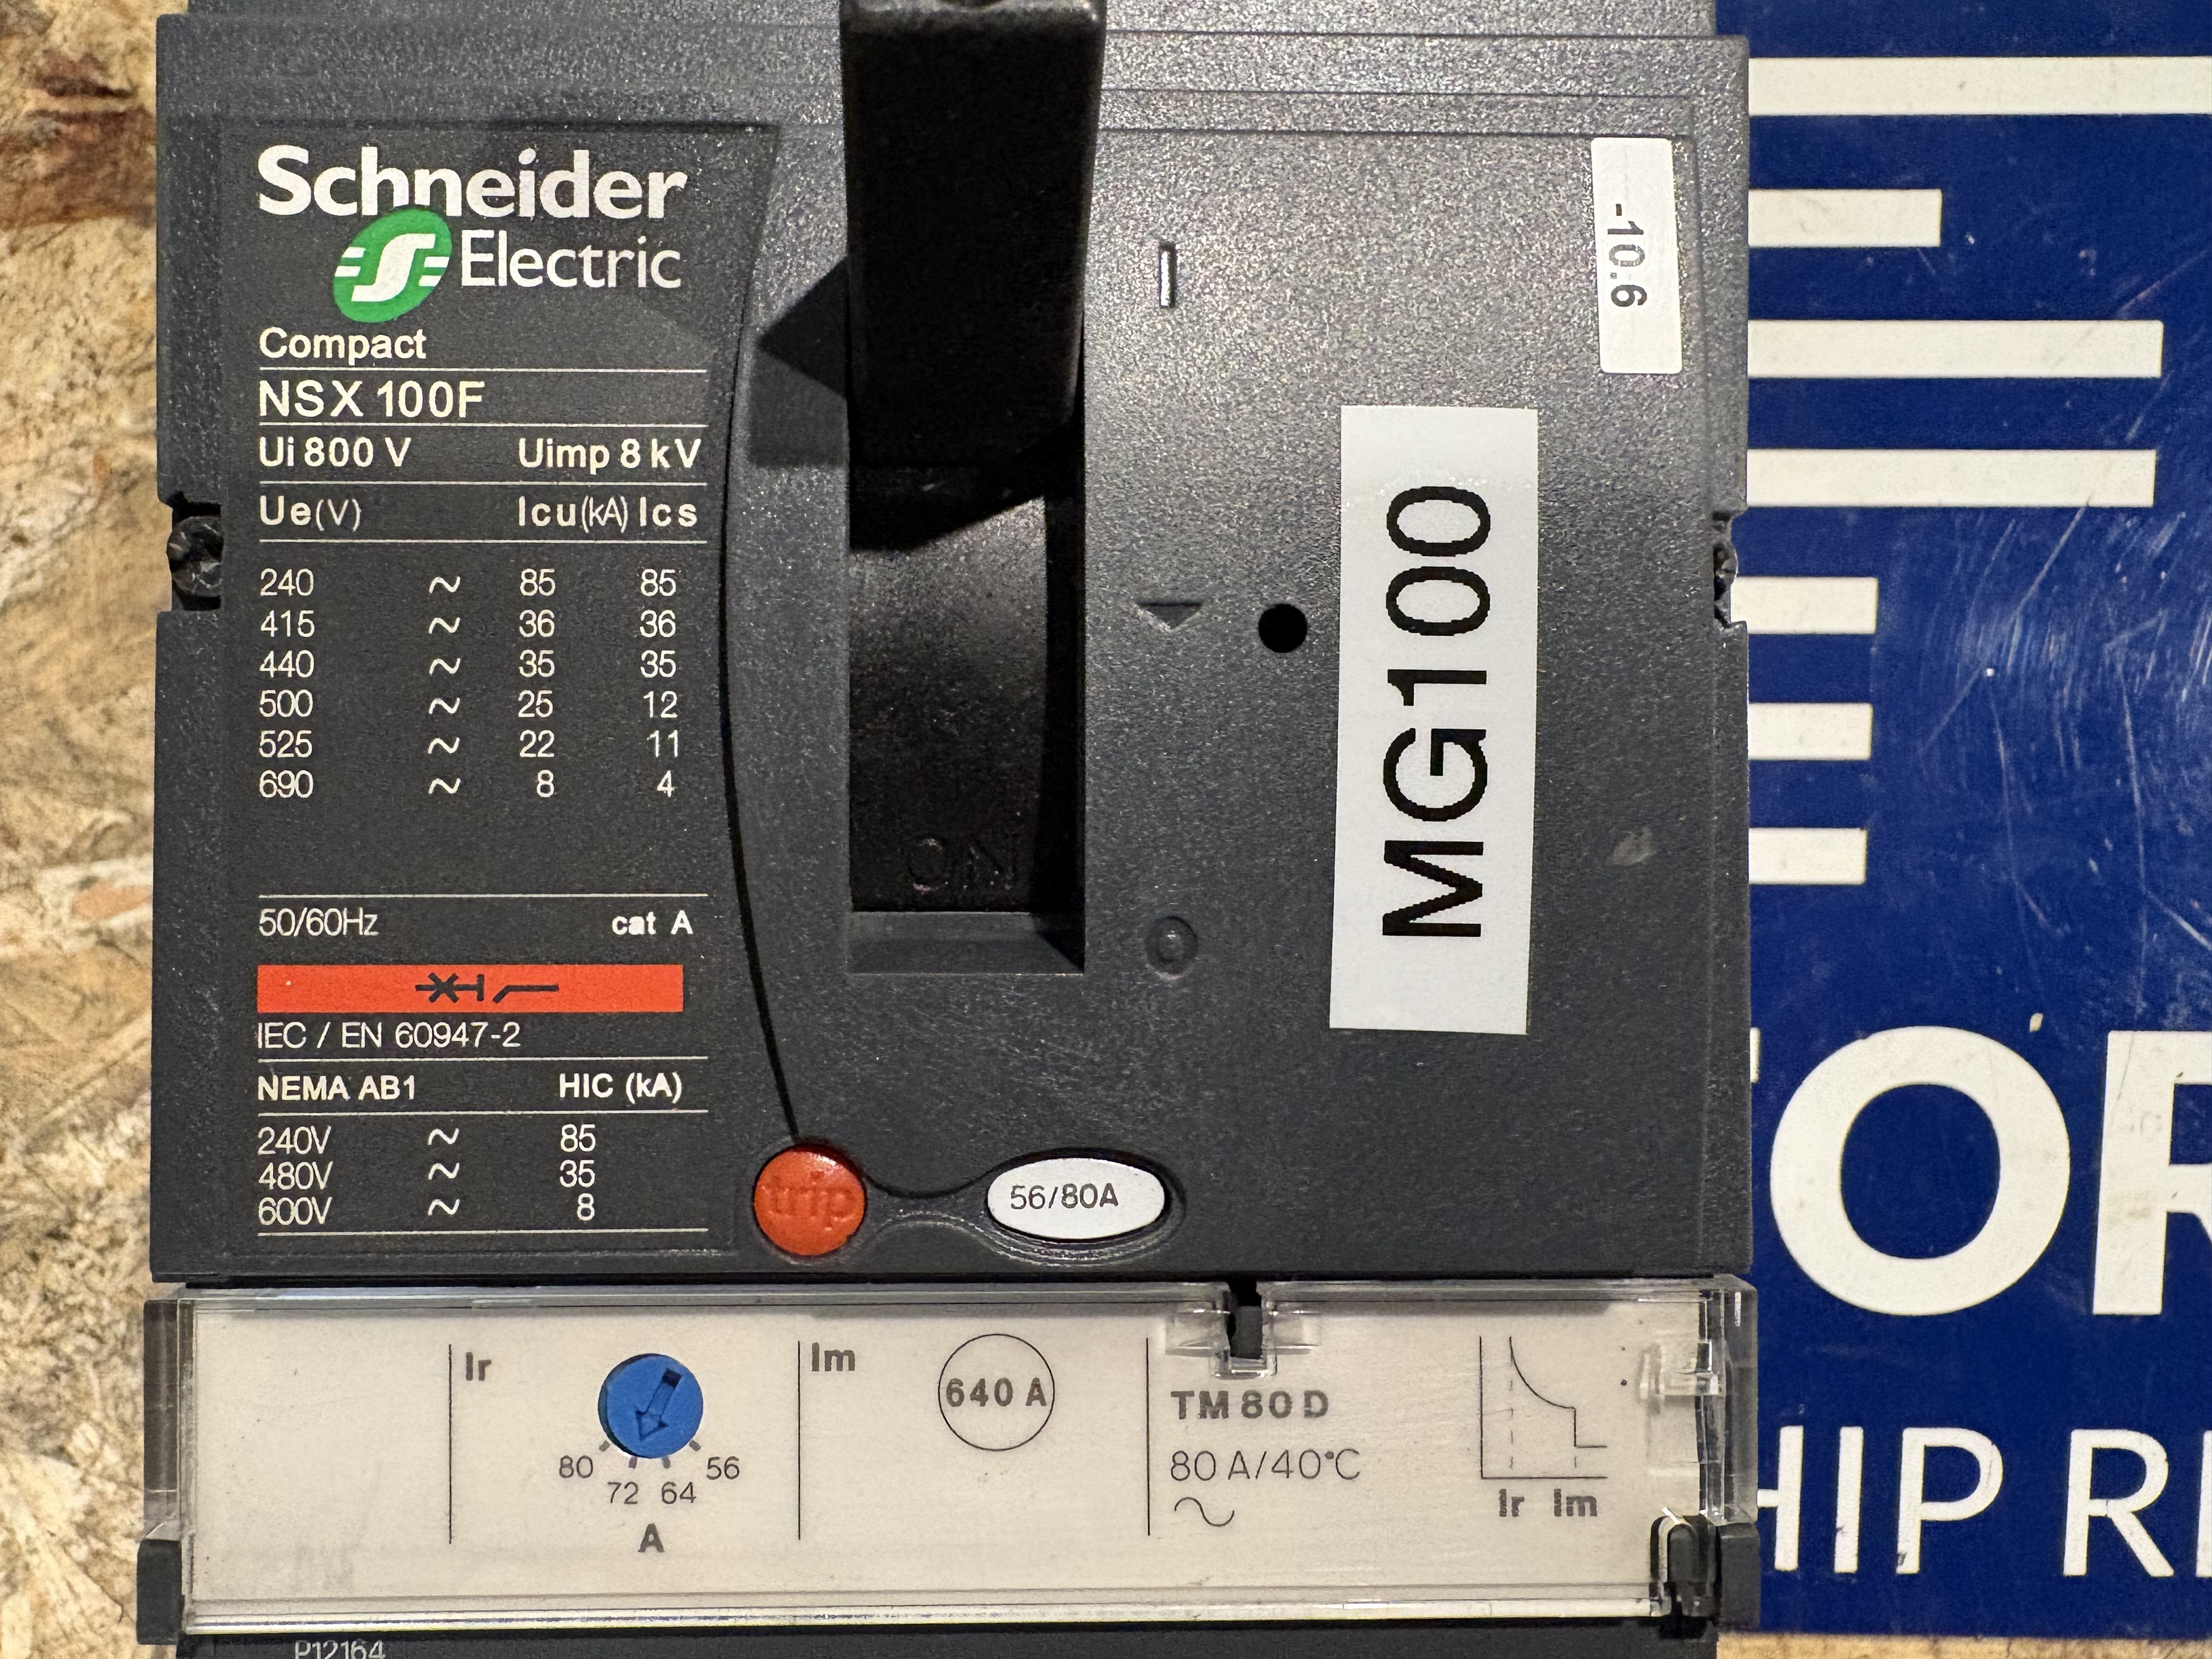 Schneider
Electric
Compact
NSX 100F
Ui 800 V Uimp 8 kV
Ue(V) Icu(kA) Ics
240 ~ 85 85
415 ~ 36 36
440 ~ 35 35
500 ~ 25 12
525 ~ 22 11
690 ~ 8 4
50/60Hz cat A
IEC / EN 60947-2
NEMA AB1 HIC (kA)
240V ~ 85
480V ~ 35
600V ~ 8
ON
-10.6
MG100
trip
56/80A
Ir
80 72 64 56
A
Im
640 A
TM 80 D
80 A/40°C
~
Ir Im
P12164
OR
HIP RE